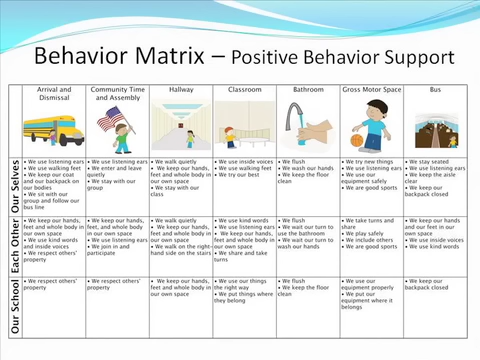 Behavior Matrix – Positive Behavior Support
Arrival and
Dismissal
Community Time
and Assembly
Hallway
Classroom
Bathroom
Gross Motor Space
Bus
Our Selves
• We use listening ears
• We use walking feet
• We keep our coat
and our backpack on
our bodies
• We sit with our
group and follow our
bus line
• We use listening ears
• We enter and leave
quietly
• We stay with our
group
• We walk quietly
• We keep our hands,
feet and whole body in
our own space
• We stay with our
class
• We use inside voices
• We use walking feet
• We try our best
• We flush
• We wash our hands
• We keep the floor
clean
• We try new things
• We use listening ears
• We use our
equipment safely
• We are good sports
• We stay seated
• We use listening ears
• We keep the aisle
clear
• We keep our
backpack closed
Each Other
• We keep our hands,
feet and whole body in
our own space
• We use kind words
and inside voices
• We respect others'
property
• We keep our hands,
feet, and whole body
in our own space
• We use listening ears
• We join in and
participate
• We walk quietly
• We keep our hands,
feet and whole body in
our own space
• We walk on the right-
hand side on the stairs
• We use kind words
• We use listening ears
• We keep our hands,
feet and whole body in
our own space
• We share and take
turns
• We flush
• We wait our turn to
use the bathroom
• We wait our turn to
wash our hands
• We take turns and
share
• We play safely
• We include others
• We are good sports
• We keep our hands
and our feet in our
own space
• We use inside voices
• We use kind words
Our School
• We respect others'
property
• We respect others'
property
• We keep our hands,
feet and whole body in
our own space
• We use our things
the right way
• We put things where
they belong
• We flush
• We keep the floor
clean
• We use our
equipment properly
• We put our
equipment where it
belongs
• We keep our
backpack closed